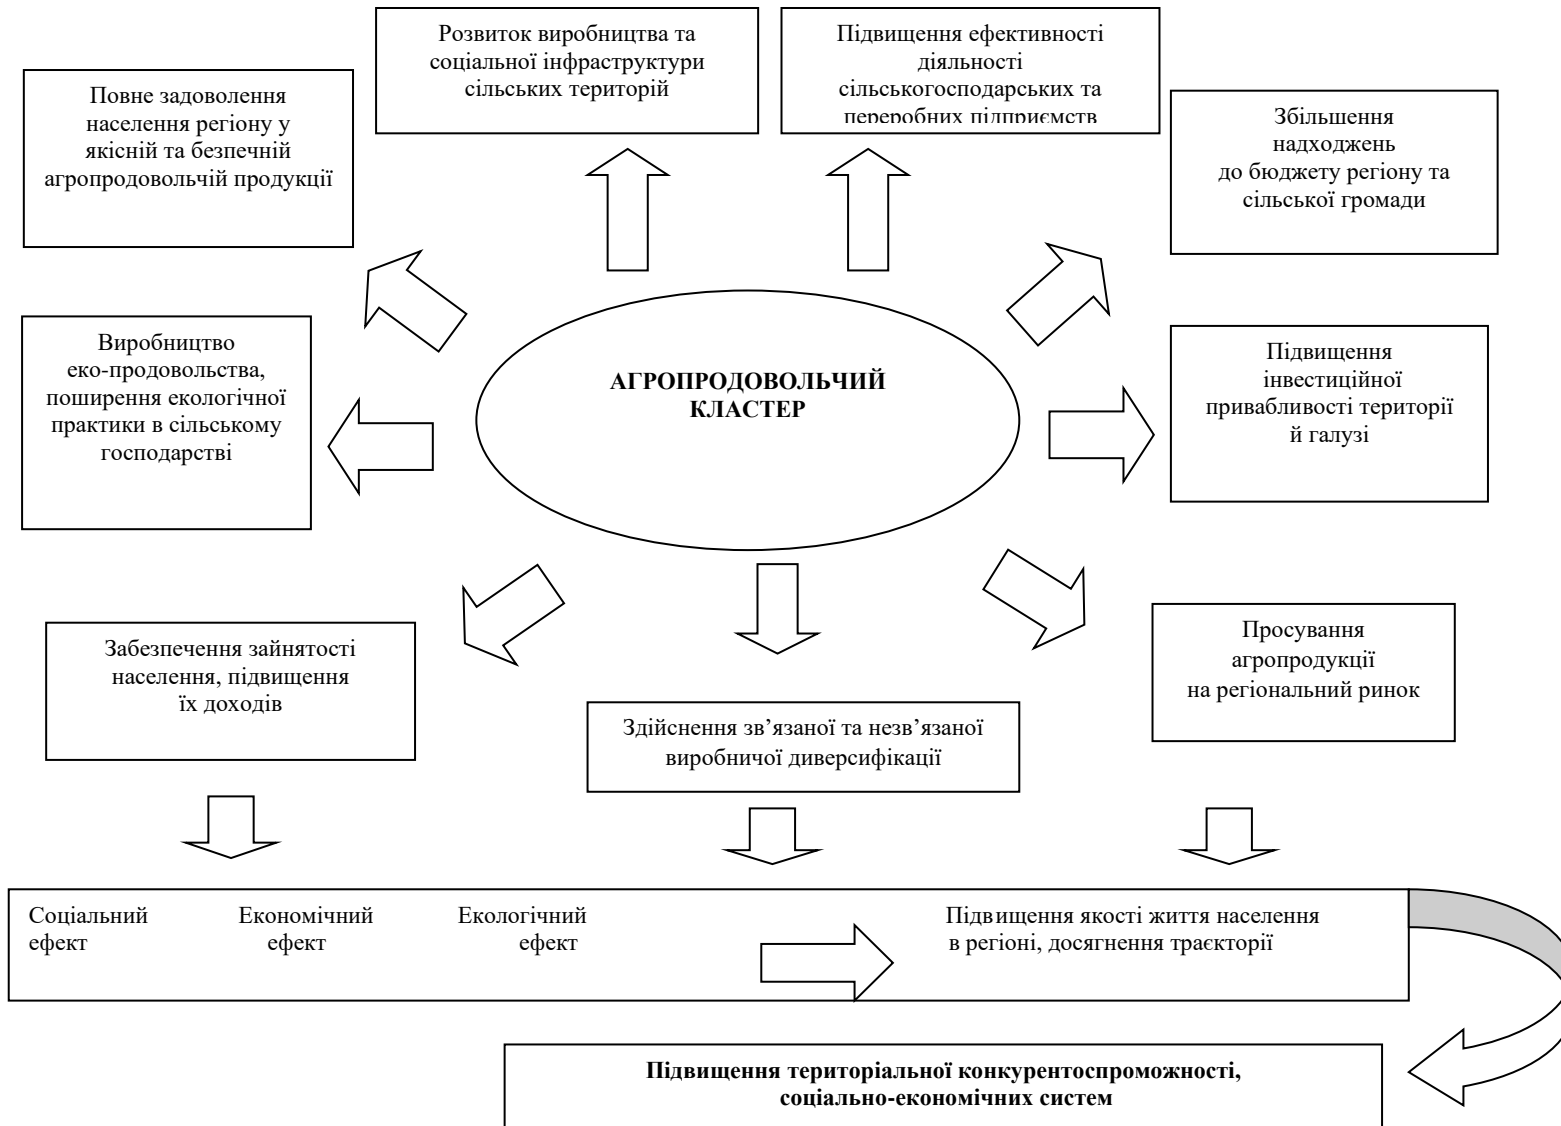 Розвиток виробництва та
соціальної інфраструктури
сільських територій
Підвищення ефективності
діяльності
сільськогосподарських та
переробних підприємств
Повне задоволення
населення регіону у
якісній та безпечній
агропродовольчій продукції
Збільшення
надходжень
до бюджету регіону та
сільської громади
Виробництво
еко-продовольства,
поширення екологічної
практики в сільському
господарстві
АГРОПРОДОВОЛЬЧИЙ
КЛАСТЕР
Підвищення
інвестиційної
привабливості території
й галузі
Забезпечення зайнятості
населення, підвищення
їх доходів
Здійснення зв’язаної та незв’язаної
виробничої диверсифікації
Просування
агропродукції
на регіональний ринок
Соціальний
ефект
Економічний
ефект
Екологічний
ефект
Підвищення якості життя населення
в регіоні, досягнення траєкторії
Підвищення територіальної конкурентоспроможності,
соціально-економічних систем